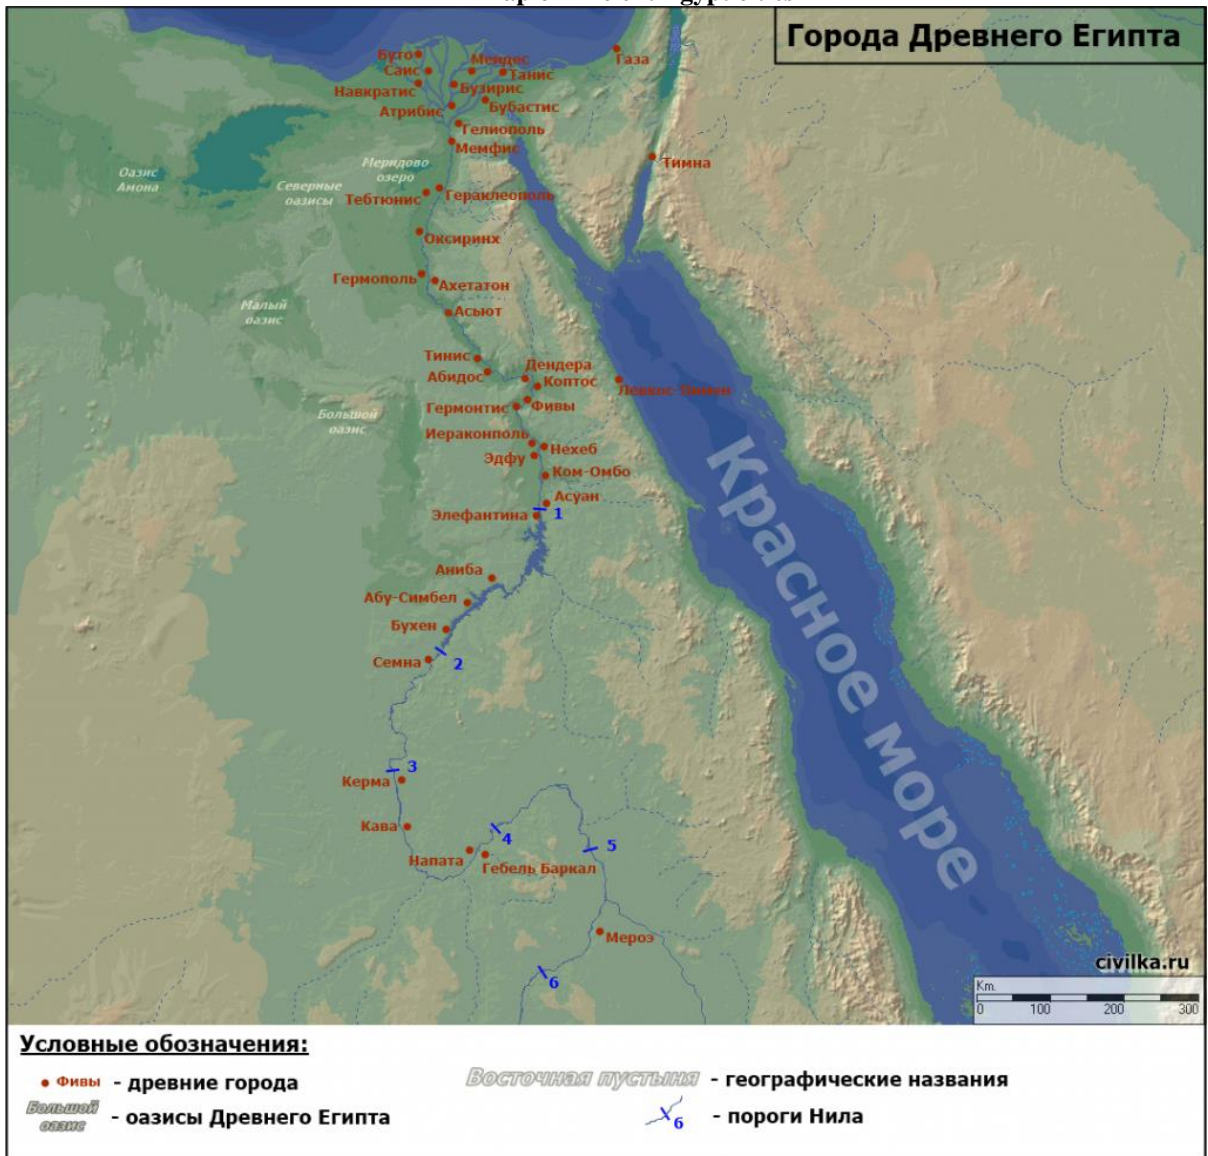 Города Древнего Египта
Буто
Саис
Навкратис
Мендес
Танис
Бузирис
Бубастис
Атрибис
Гелиополь
Мемфис
Газа
Тимна
Оазис
Амона
Северные
оазисы
Меридово
озеро
Тебтюнис
Гераклеополь
Оксиринх
Гермополь
Ахетатон
Малый
оазис
Асьют
Тинис
Абидос
Дендера
Коптос
Большой
оазис
Гермонтис
Фивы
Иераконполь
Нехеб
Эдфу
Ком-Омбо
Асуан
Элефантина
1
Аниба
Абу-Симбел
Бухен
Семна
2
Красное море
3
Керма
Кава
4
5
Напата
Гебель Баркал
Мероэ
6
civilka.ru
Km.
0 100 200 300
Условные обозначения:
Фивы - древние города
Большой
оазис - оазисы Древнего Египта
Восточная пустыня - географические названия
6 - пороги Нила